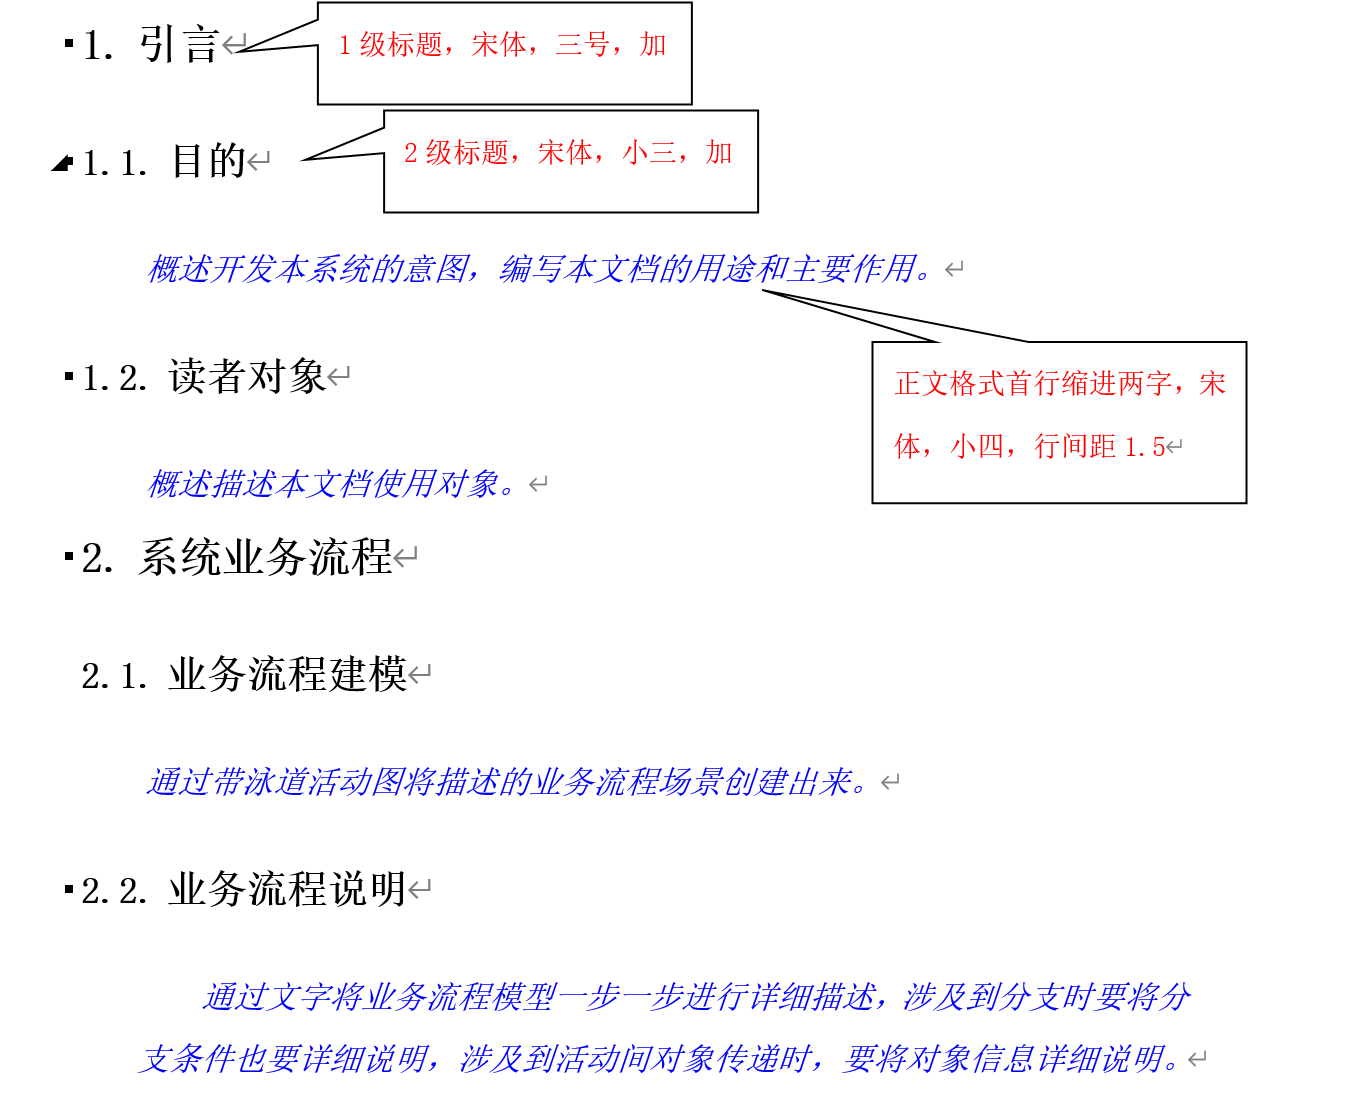 1. 引言
1 级标题，宋体，三号，加
1.1. 目的
2 级标题，宋体，小三，加
概述开发本系统的意图，编写本文档的用途和主要作用。
1.2. 读者对象
正文格式首行缩进两字，宋
体，小四，行间距 1.5
概述描述本文档使用对象。
2. 系统业务流程
2.1. 业务流程建模
通过带泳道活动图将描述的业务流程场景创建出来。
2.2. 业务流程说明
通过文字将业务流程模型一步一步进行详细描述，涉及到分支时要将分
支条件也要详细说明，涉及到活动间对象传递时，要将对象信息详细说明。